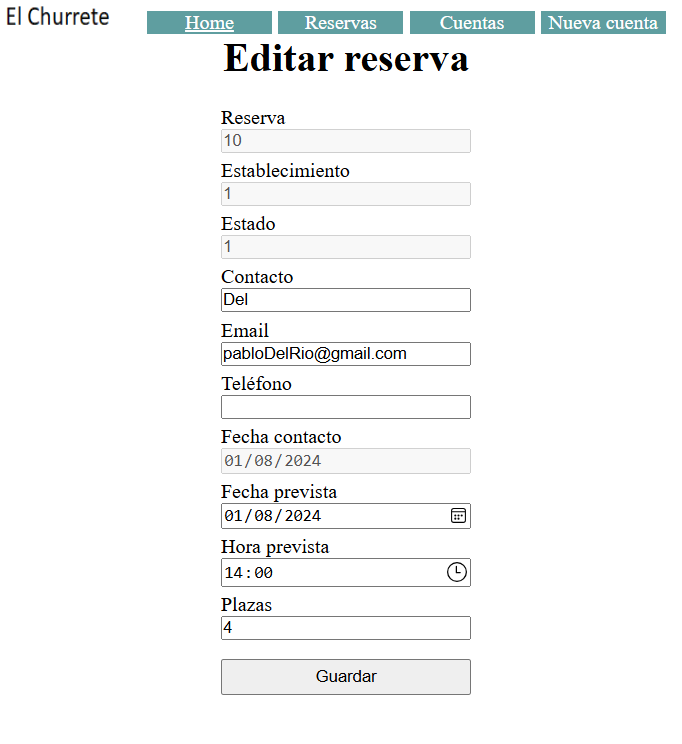 El Churrete
Home Reservas Cuentas Nueva cuenta
Editar reserva
Reserva
10
Establecimiento
1
Estado
1
Contacto
Del
Email
pabloDelRio@gmail.com
Teléfono
Fecha contacto
01/08/2024
Fecha prevista
01/08/2024
Hora prevista
14:00
Plazas
4
Guardar